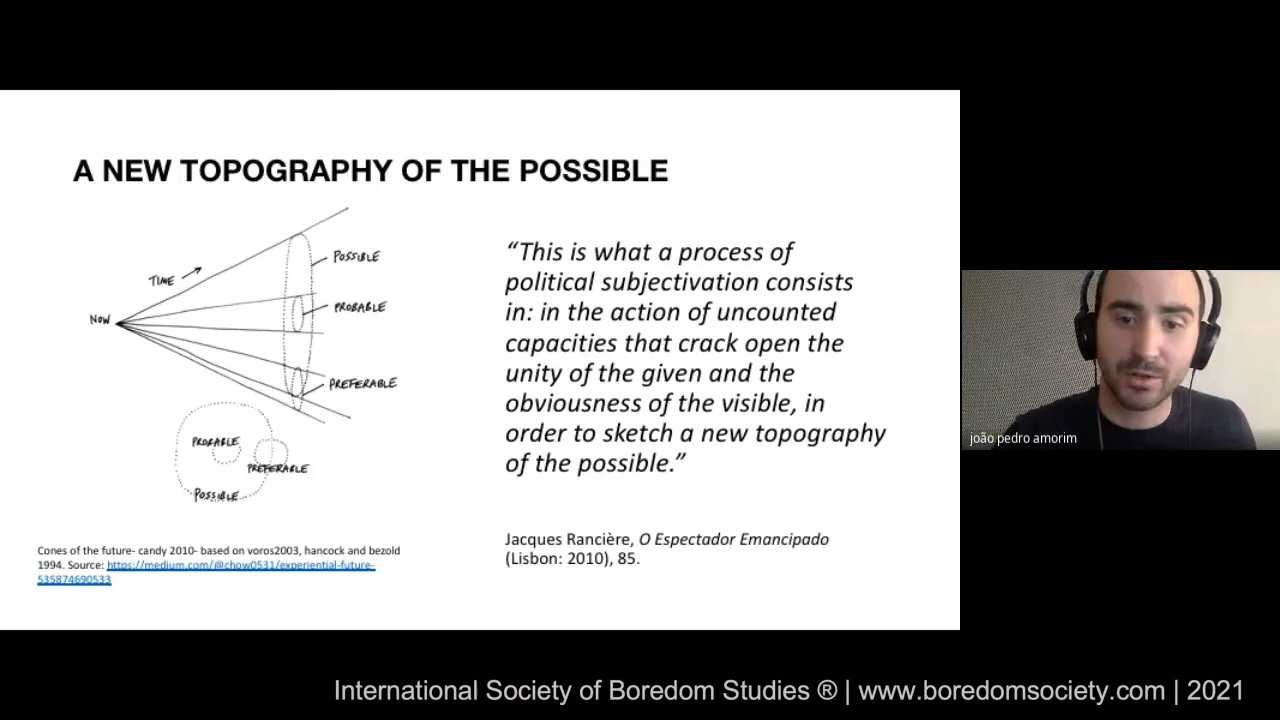 A NEW TOPOGRAPHY OF THE POSSIBLE
TIME
NOW
POSSIBLE
PROBABLE
PREFERABLE
PROBABLE
PREFERABLE
POSSIBLE
Cones of the future- candy 2010- based on voros2003, hancock and bezold
1994. Source: https://medium.com/@chow0531/experiential-future-
535874690533
“This is what a process of
political subjectivation consists
in: in the action of uncounted
capacities that crack open the
unity of the given and the
obviousness of the visible, in
order to sketch a new topography
of the possible.”
Jacques Rancière, O Espectador Emancipado
(Lisbon: 2010), 85.
joão pedro amorim
International Society of Boredom Studies ® | www.boredomsociety.com | 2021